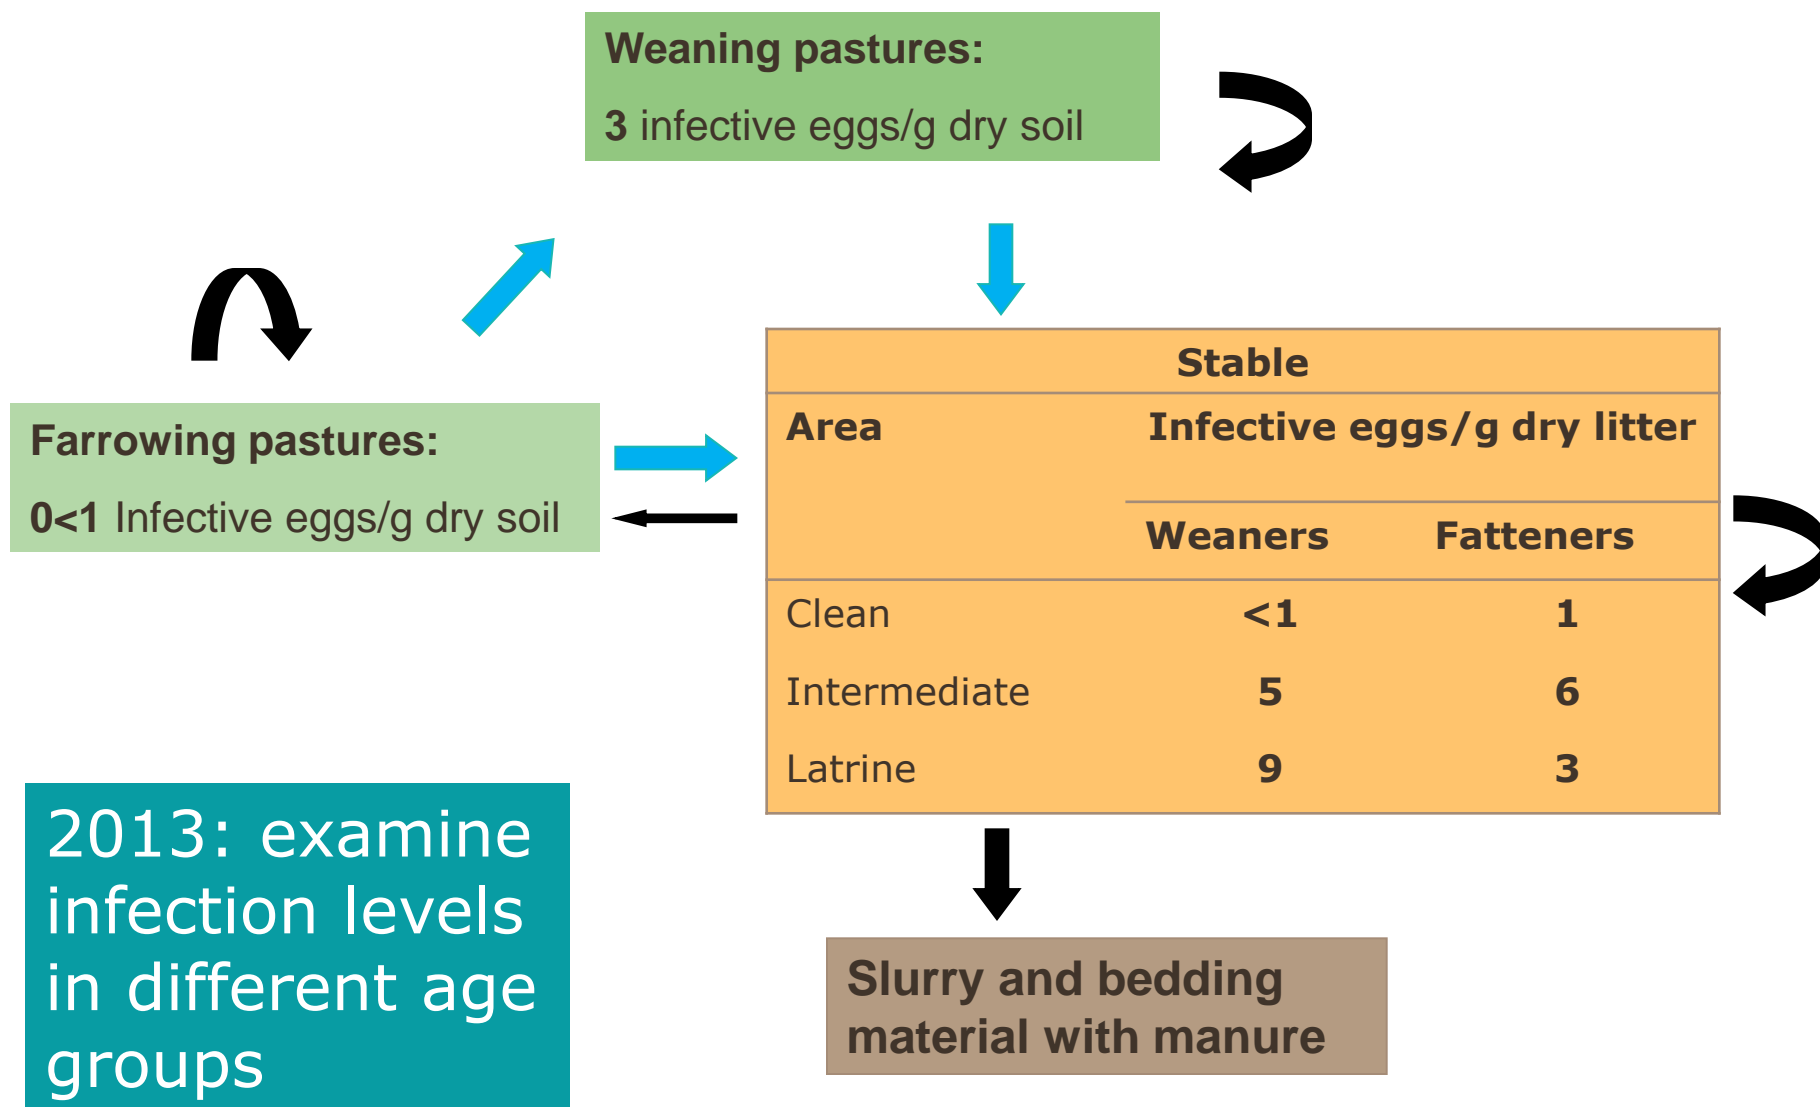 Weaning pastures:
3 infective eggs/g dry soil
Farrowing pastures:
0<1 Infective eggs/g dry soil
Stable
Area Infective eggs/g dry litter
Weaners Fatteners
Clean <1 1
Intermediate 5 6
Latrine 9 3
2013: examine
infection levels
in different age
groups
Slurry and bedding
material with manure